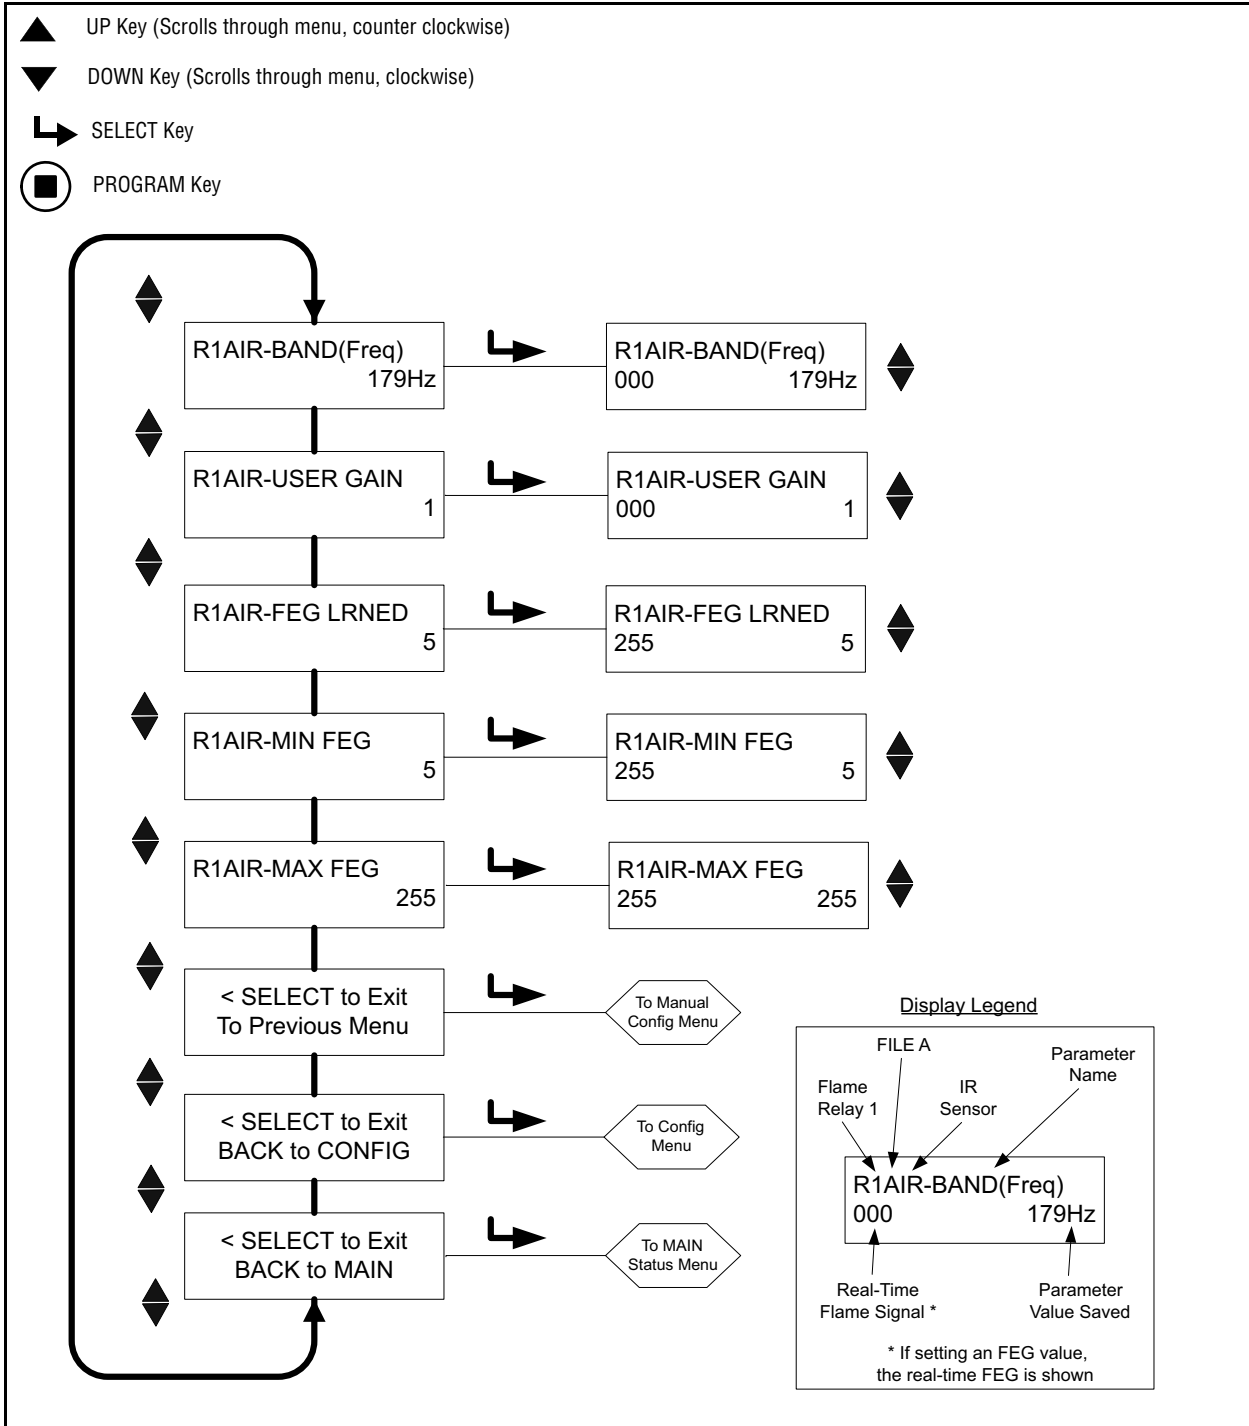 UP Key (Scrolls through menu, counter clockwise)
DOWN Key (Scrolls through menu, clockwise)
SELECT Key
PROGRAM Key
R1AIR-BAND(Freq)
179Hz
R1AIR-BAND(Freq)
000 179Hz
R1AIR-USER GAIN
1
R1AIR-USER GAIN
000 1
R1AIR-FEG LRNED
5
R1AIR-FEG LRNED
255 5
R1AIR-MIN FEG
5
R1AIR-MIN FEG
255 5
R1AIR-MAX FEG
255
R1AIR-MAX FEG
255 255
< SELECT to Exit
To Previous Menu
To Manual
Config Menu
< SELECT to Exit
BACK to CONFIG
To Config
Menu
< SELECT to Exit
BACK to MAIN
To MAIN
Status Menu
Display Legend
FILE A
Parameter
Name
Flame
Relay 1
IR
Sensor
R1AIR-BAND(Freq)
000 179Hz
Real-Time
Flame Signal *
Parameter
Value Saved
* If setting an FEG value,
the real-time FEG is shown